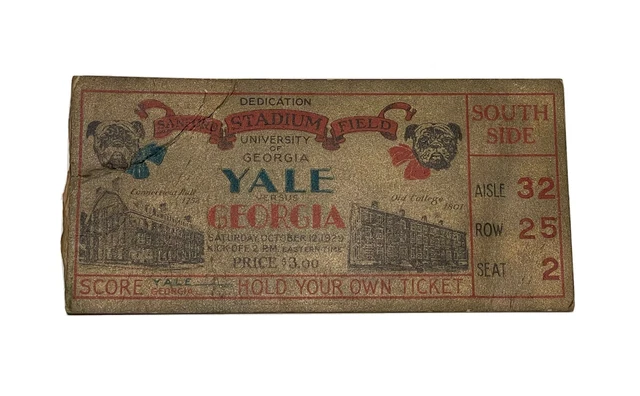 DEDICATION
SANFORD STADIUM FIELD
UNIVERSITY
OF
GEORGIA
YALE
VERSUS
GEORGIA
SATURDAY, OCTOBER 12, 1929
KICK-OFF 2 P.M. EASTERN TIME
PRICE $3.00
Connecticut Hall
1752
Old College 1801
SCORE YALE
GEORGIA
HOLD YOUR OWN TICKET
SOUTH
SIDE
AISLE 32
ROW 25
SEAT 2